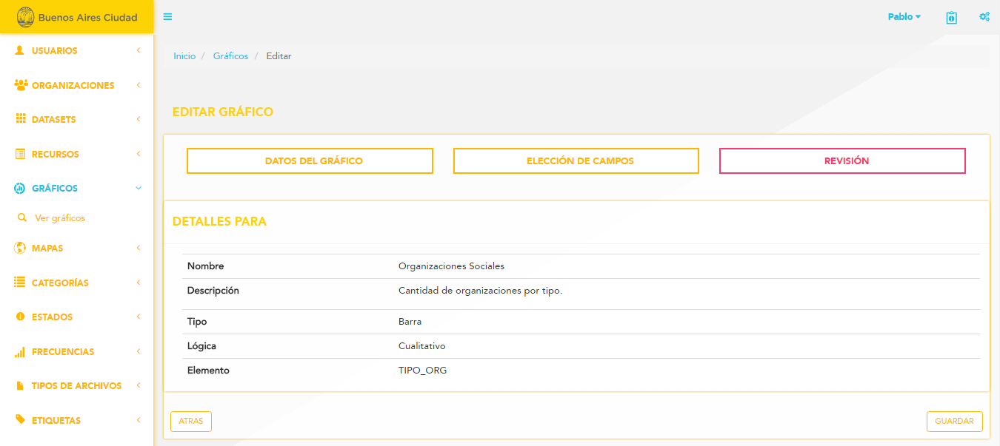 Buenos Aires Ciudad
Pablo
USUARIOS
ORGANIZACIONES
DATASETS
RECURSOS
GRÁFICOS
Ver gráficos
MAPAS
CATEGORÍAS
ESTADOS
FRECUENCIAS
TIPOS DE ARCHIVOS
ETIQUETAS
Inicio / Gráficos / Editar
EDITAR GRÁFICO
DATOS DEL GRÁFICO ELECCIÓN DE CAMPOS REVISIÓN
DETALLES PARA
Nombre Organizaciones Sociales
Descripción Cantidad de organizaciones por tipo.
Tipo Barra
Lógica Cualitativo
Elemento TIPO_ORG
ATRAS GUARDAR